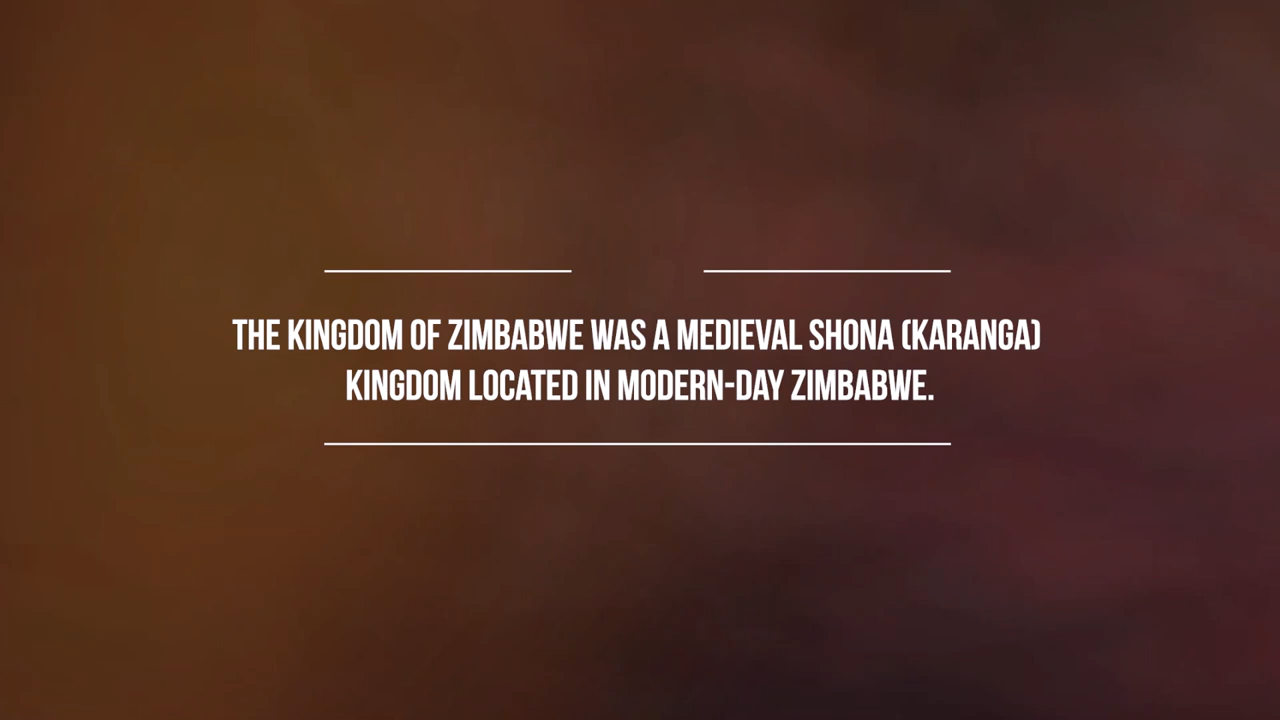 THE KINGDOM OF ZIMBABWE WAS A MEDIEVAL SHONA (KARANGA)
KINGDOM LOCATED IN MODERN-DAY ZIMBABWE.